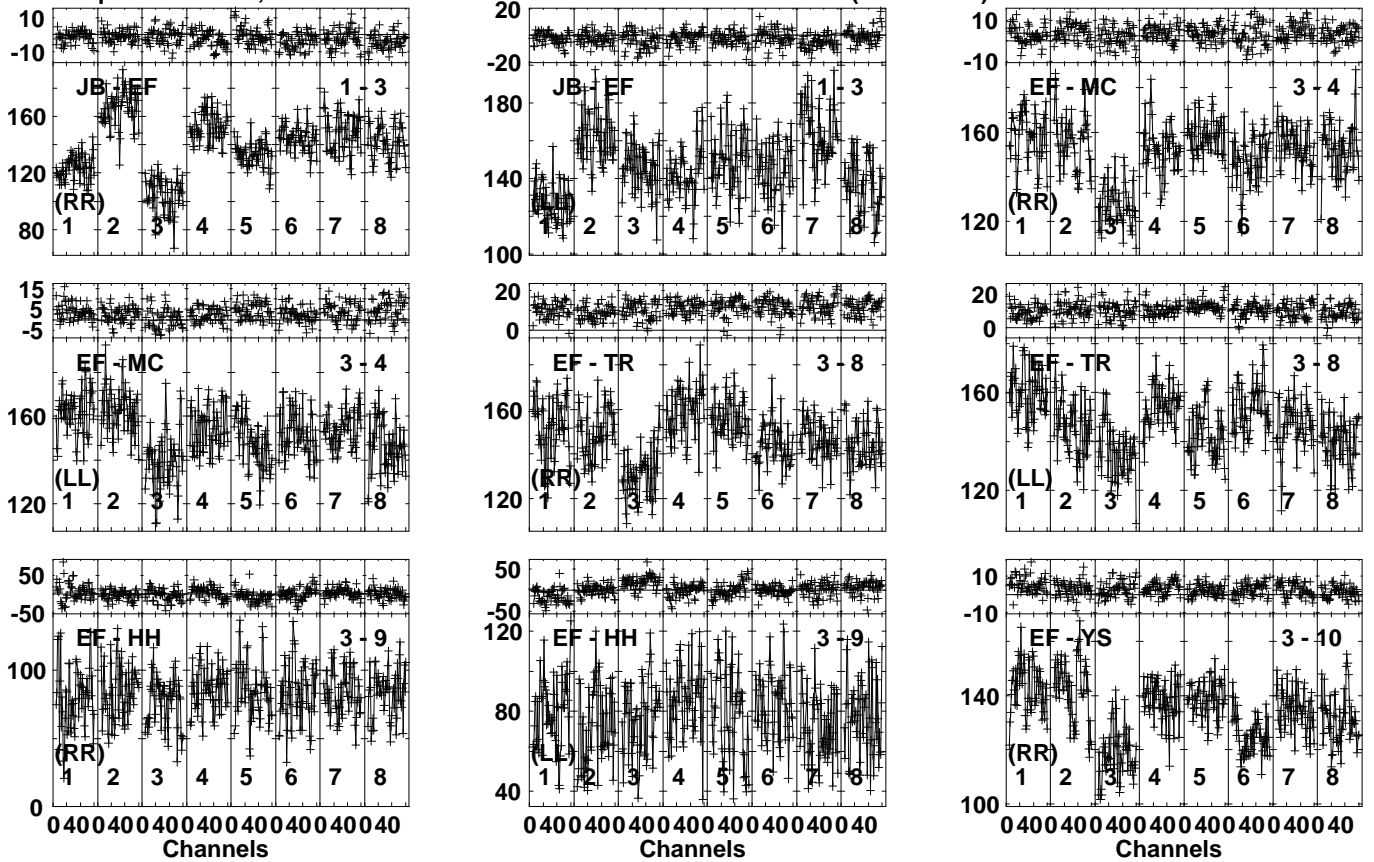 10
-10
JB - EF 1 - 3
160
120
80
(RR)
1 2 3 4 5 6 7 8
20
-20
JB - EF 1 - 3
180
140
100
(LL)
1 2 3 4 5 6 7 8
10
-10
EF - MC 3 - 4
160
120
(RR)
1 2 3 4 5 6 7 8
15
5
-5
EF - MC 3 - 4
160
120
(LL)
1 2 3 4 5 6 7 8
20
0
EF - TR 3 - 8
160
120
(RR)
1 2 3 4 5 6 7 8
20
0
EF - TR 3 - 8
160
120
(LL)
1 2 3 4 5 6 7 8
50
-50
EF - HH 3 - 9
100
0
(RR)
1 2 3 4 5 6 7 8
0 40 0 40 0 40 0 40 0 40 0 40 0 40 0 40
Channels
50
-50
EF - HH 3 - 9
120
80
40
(LL)
1 2 3 4 5 6 7 8
0 40 0 40 0 40 0 40 0 40 0 40 0 40 0 40
Channels
10
-10
EF - YS 3 - 10
140
100
(RR)
1 2 3 4 5 6 7 8
0 40 0 40 0 40 0 40 0 40 0 40 0 40 0 40
Channels